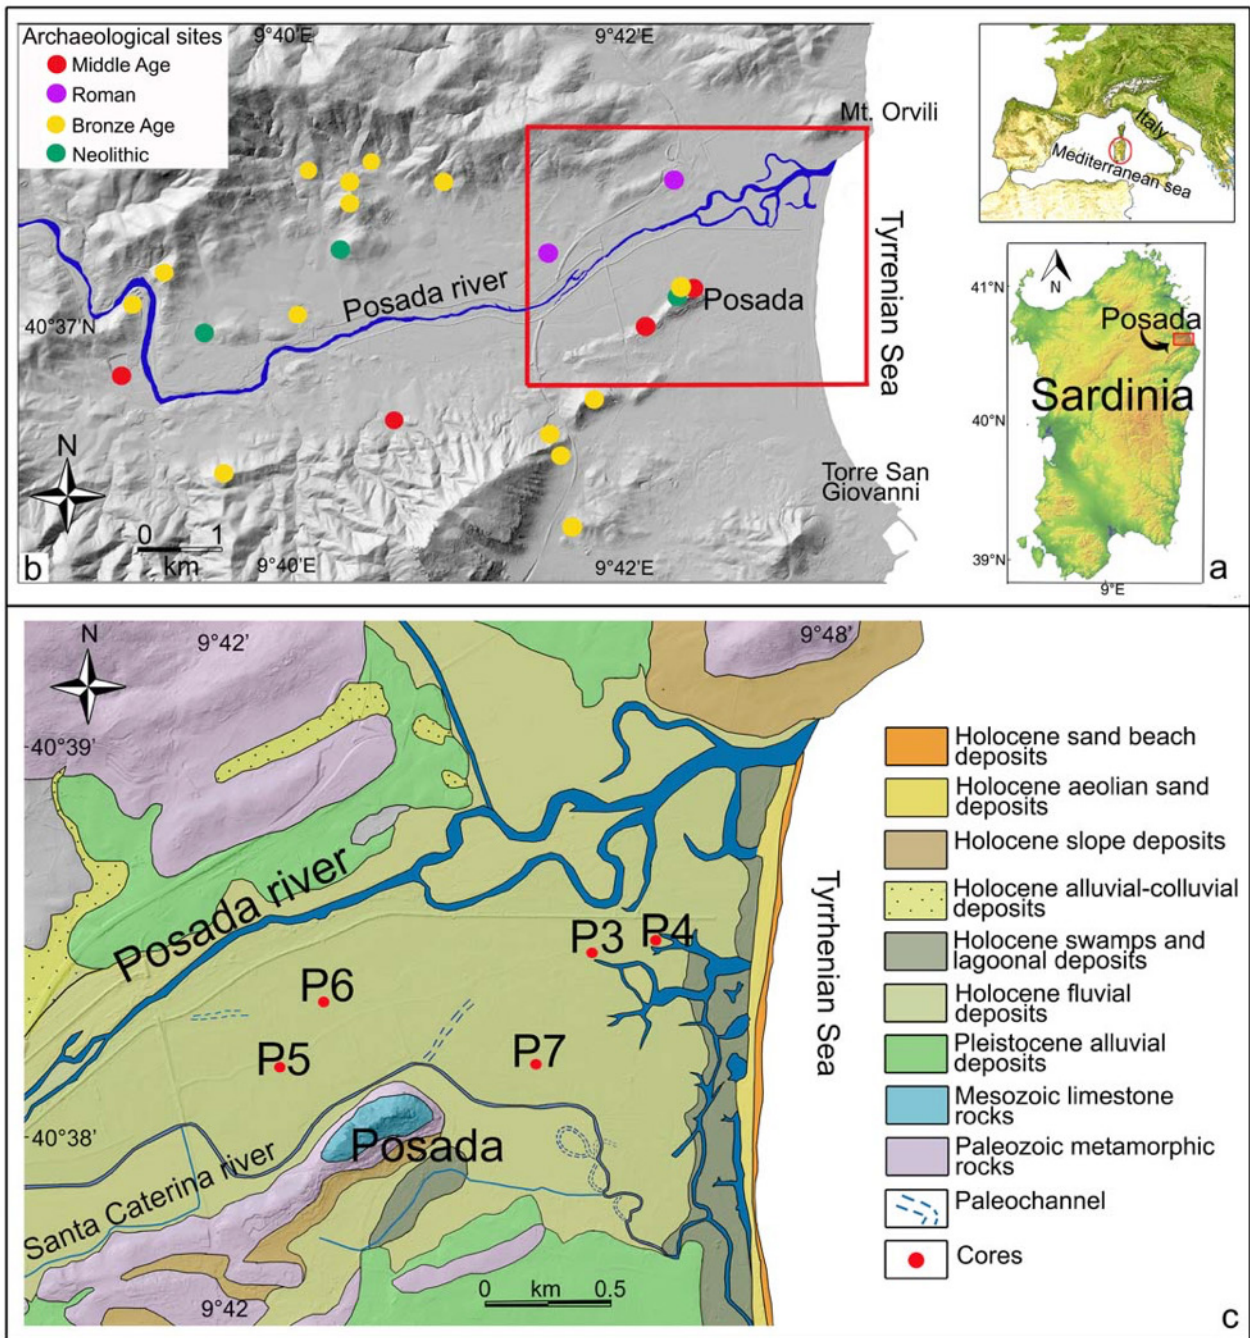 Archaeological sites
Middle Age
Roman
Bronze Age
Neolithic
9°40'E
9°42'E
Mt. Orvili
Posada river
Posada
Tyrrenian Sea
40°37'N
Torre San
Giovanni
N
0 1
km
9°40'E
9°42'E
b
Italy
Mediterranean sea
N
41°N
Posada
Sardinia
40°N
39°N
9°E
a
N
9°42'
9°48'
40°39'
Posada river
P3
P4
P6
P5
P7
Tyrrhenian Sea
40°38'
Posada
Santa Caterina river
9°42
0 km 0.5
Holocene sand beach
deposits
Holocene aeolian sand
deposits
Holocene slope deposits
Holocene alluvial-colluvial
deposits
Holocene swamps and
lagoonal deposits
Holocene fluvial
deposits
Pleistocene alluvial
deposits
Mesozoic limestone
rocks
Paleozoic metamorphic
rocks
Paleochannel
Cores
c